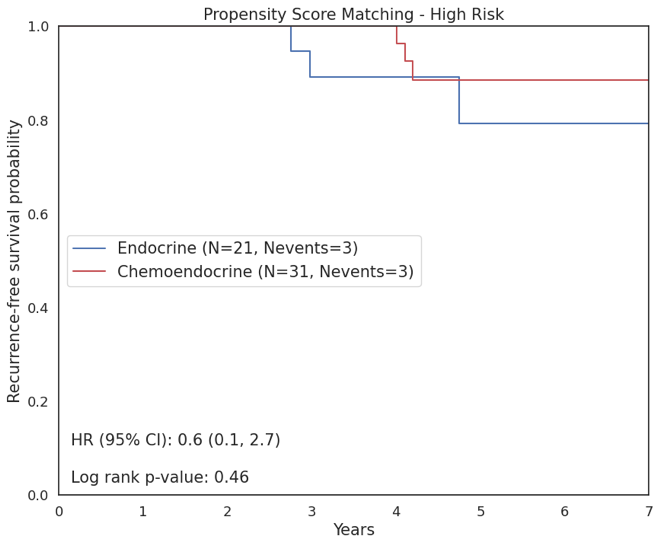 Propensity Score Matching - High Risk
1.0
0.8
0.6
0.4
0.2
0.0
Recurrence-free survival probability
Endocrine (N=21, Nevents=3)
Chemoendocrine (N=31, Nevents=3)
HR (95% CI): 0.6 (0.1, 2.7)
Log rank p-value: 0.46
0 1 2 3 4 5 6 7
Years